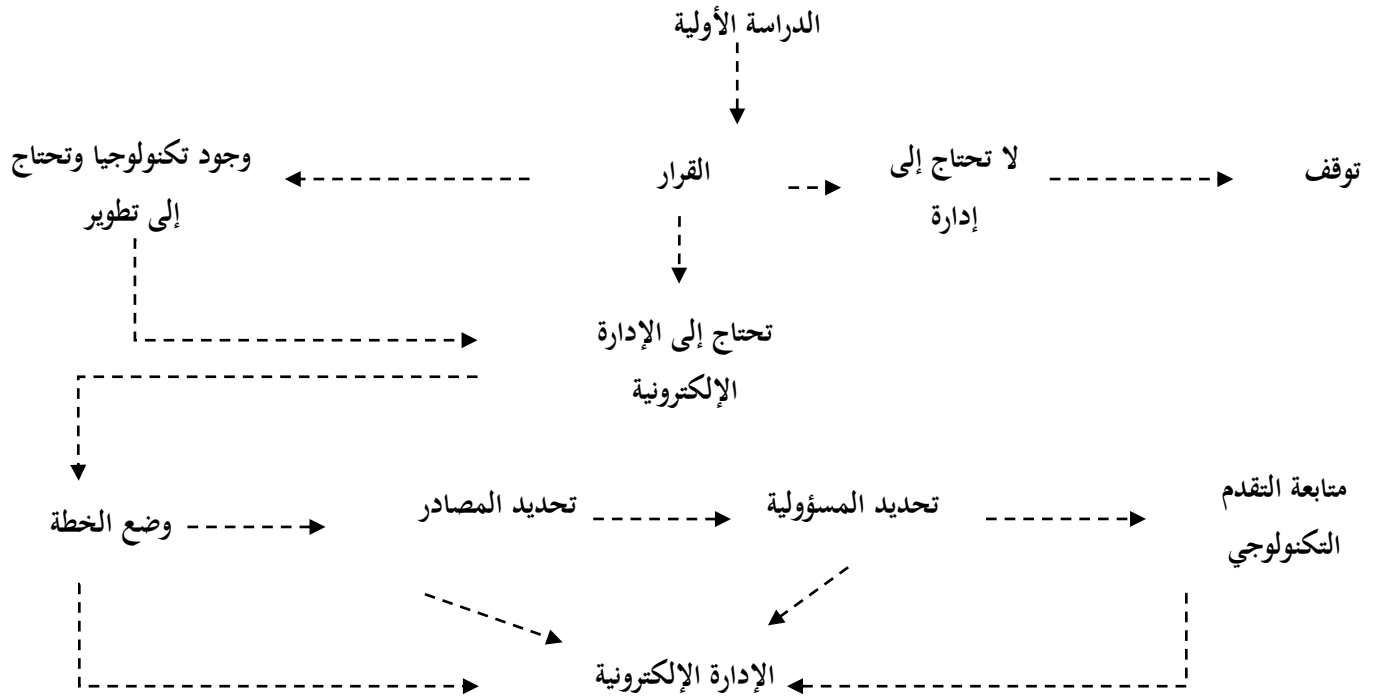 الدراسة الأولية
توقف
لا تحتاج إلى
إدارة
القرار
وجود تكنولوجيا وتحتاج
إلى تطوير
تحتاج إلى الإدارة
الإلكترونية
متابعة التقدم
التكنولوجي
تحديد المسؤولية
تحديد المصادر
وضع الخطة
الإدارة الإلكترونية